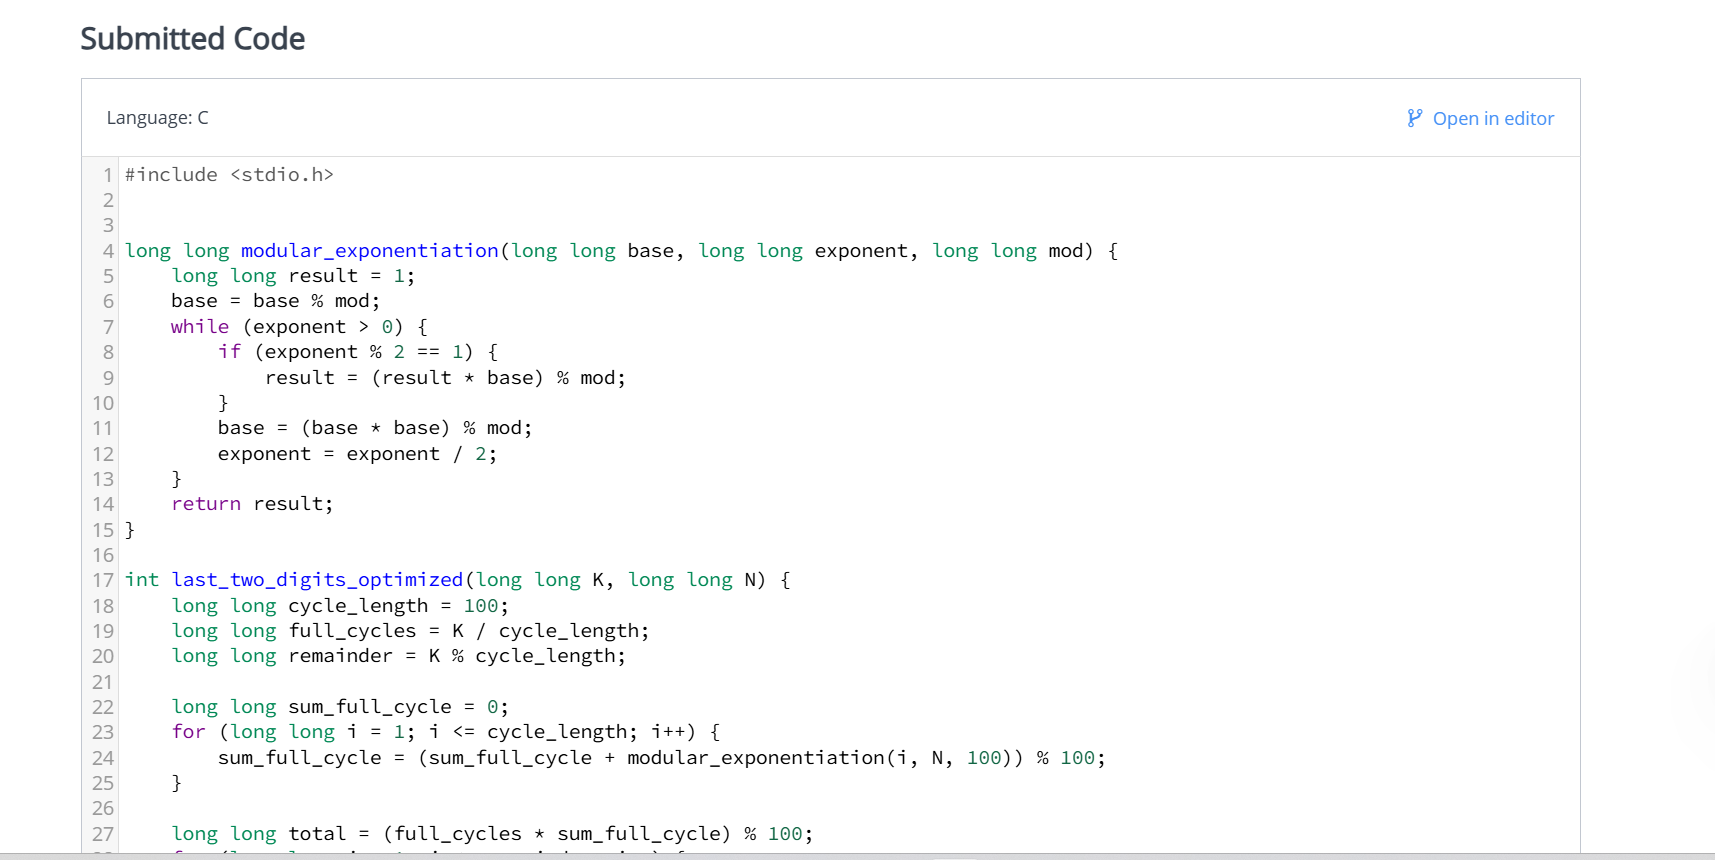 Submitted Code
Language: C
Open in editor
1 #include <stdio.h>
2
3
4 long long modular_exponentiation(long long base, long long exponent, long long mod) {
5     long long result = 1;
6     base = base % mod;
7     while (exponent > 0) {
8         if (exponent % 2 == 1) {
9             result = (result * base) % mod;
10         }
11         base = (base * base) % mod;
12         exponent = exponent / 2;
13     }
14     return result;
15 }
16
17 int last_two_digits_optimized(long long K, long long N) {
18     long long cycle_length = 100;
19     long long full_cycles = K / cycle_length;
20     long long remainder = K % cycle_length;
21
22     long long sum_full_cycle = 0;
23     for (long long i = 1; i <= cycle_length; i++) {
24         sum_full_cycle = (sum_full_cycle + modular_exponentiation(i, N, 100)) % 100;
25     }
26
27     long long total = (full_cycles * sum_full_cycle) % 100;